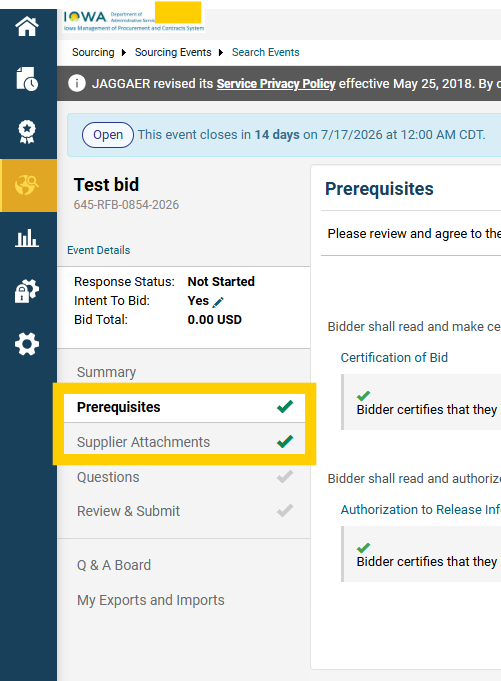 IOWA Department of
Administrative Services
Iowa Management of Procurement and Contracts System
Sourcing Sourcing Events Search Events
JAGGAER revised its Service Privacy Policy effective May 25, 2018. By
Open This event closes in 14 days on 7/17/2026 at 12:00 AM CDT.
Test bid
645-RFB-0854-2026
Event Details
Response Status: Not Started
Intent To Bid: Yes
Bid Total: 0.00 USD
Summary
Prerequisites
Supplier Attachments
Questions
Review & Submit
Q & A Board
My Exports and Imports
Prerequisites
Please review and agree to the
Bidder shall read and make ce
Certification of Bid
Bidder certifies that they
Bidder shall read and authoriz
Authorization to Release Inf
Bidder certifies that they